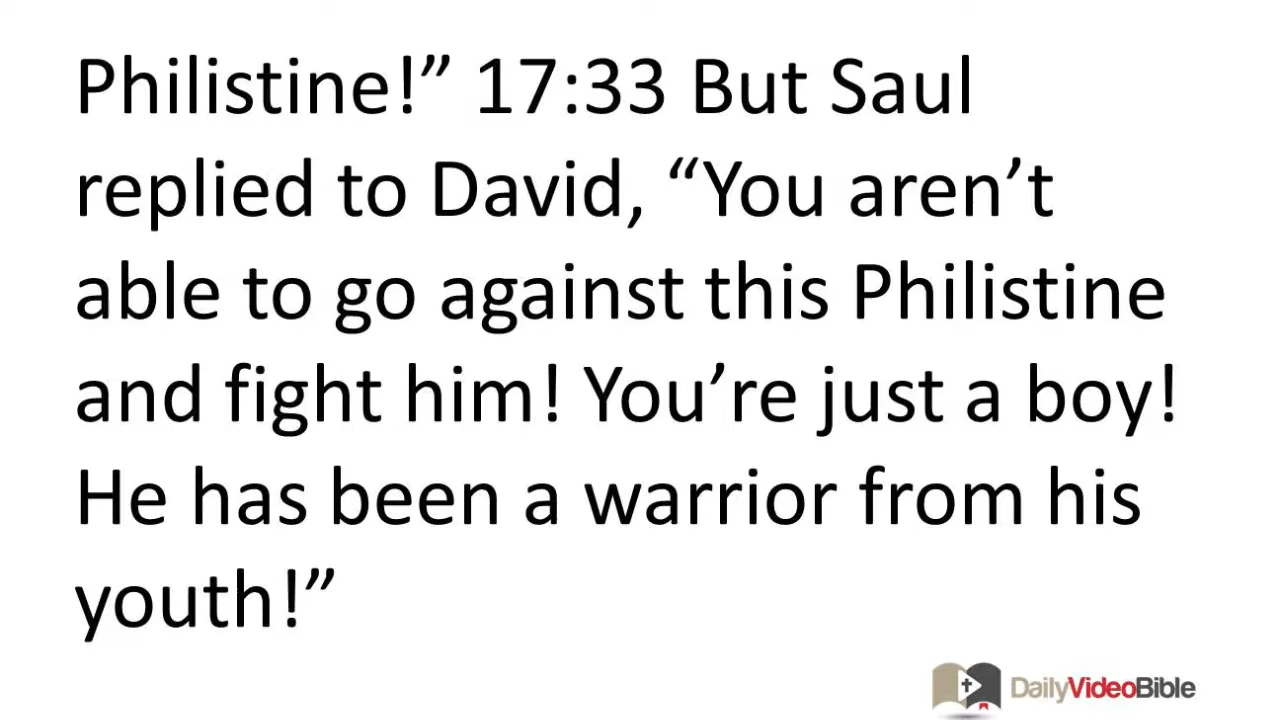 Philistine!” 17:33 But Saul
replied to David, “You aren’t
able to go against this Philistine
and fight him! You’re just a boy!
He has been a warrior from his
youth!”
DailyVideoBible